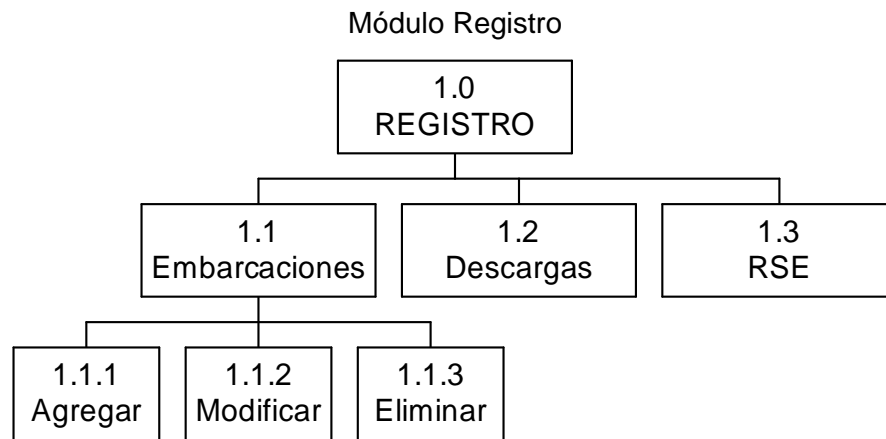 Módulo Registro
1.0
REGISTRO
1.1
Embarcaciones
1.2
Descargas
1.3
RSE
1.1.1
Agregar
1.1.2
Modificar
1.1.3
Eliminar